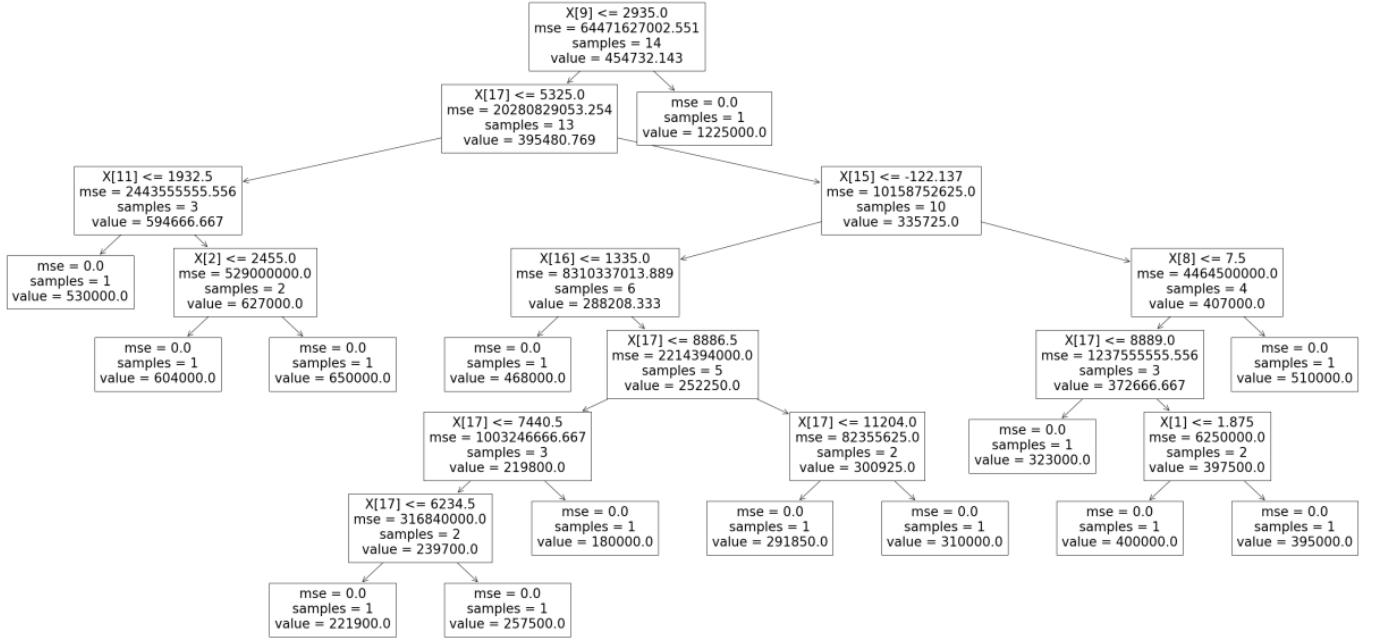 X[9] <= 2935.0
mse = 64471627002.551
samples = 14
value = 454732.143
X[17] <= 5325.0
mse = 20280829053.254
samples = 13
value = 395480.769
mse = 0.0
samples = 1
value = 1225000.0
X[11] <= 1932.5
mse = 2443555555.556
samples = 3
value = 594666.667
X[15] <= -122.137
mse = 10158752625.0
samples = 10
value = 335725.0
mse = 0.0
samples = 1
value = 530000.0
X[2] <= 2455.0
mse = 529000000.0
samples = 2
value = 627000.0
X[16] <= 1335.0
mse = 8310337013.889
samples = 6
value = 288208.333
X[8] <= 7.5
mse = 4464500000.0
samples = 4
value = 407000.0
mse = 0.0
samples = 1
value = 604000.0
mse = 0.0
samples = 1
value = 650000.0
mse = 0.0
samples = 1
value = 468000.0
X[17] <= 8886.5
mse = 2214394000.0
samples = 5
value = 252250.0
X[17] <= 8889.0
mse = 1237555555.556
samples = 3
value = 372666.667
mse = 0.0
samples = 1
value = 510000.0
X[17] <= 7440.5
mse = 1003246666.667
samples = 3
value = 219800.0
X[17] <= 11204.0
mse = 82355625.0
samples = 2
value = 300925.0
mse = 0.0
samples = 1
value = 323000.0
X[1] <= 1.875
mse = 6250000.0
samples = 2
value = 397500.0
X[17] <= 6234.5
mse = 316840000.0
samples = 2
value = 239700.0
mse = 0.0
samples = 1
value = 180000.0
mse = 0.0
samples = 1
value = 291850.0
mse = 0.0
samples = 1
value = 310000.0
mse = 0.0
samples = 1
value = 400000.0
mse = 0.0
samples = 1
value = 395000.0
mse = 0.0
samples = 1
value = 221900.0
mse = 0.0
samples = 1
value = 257500.0